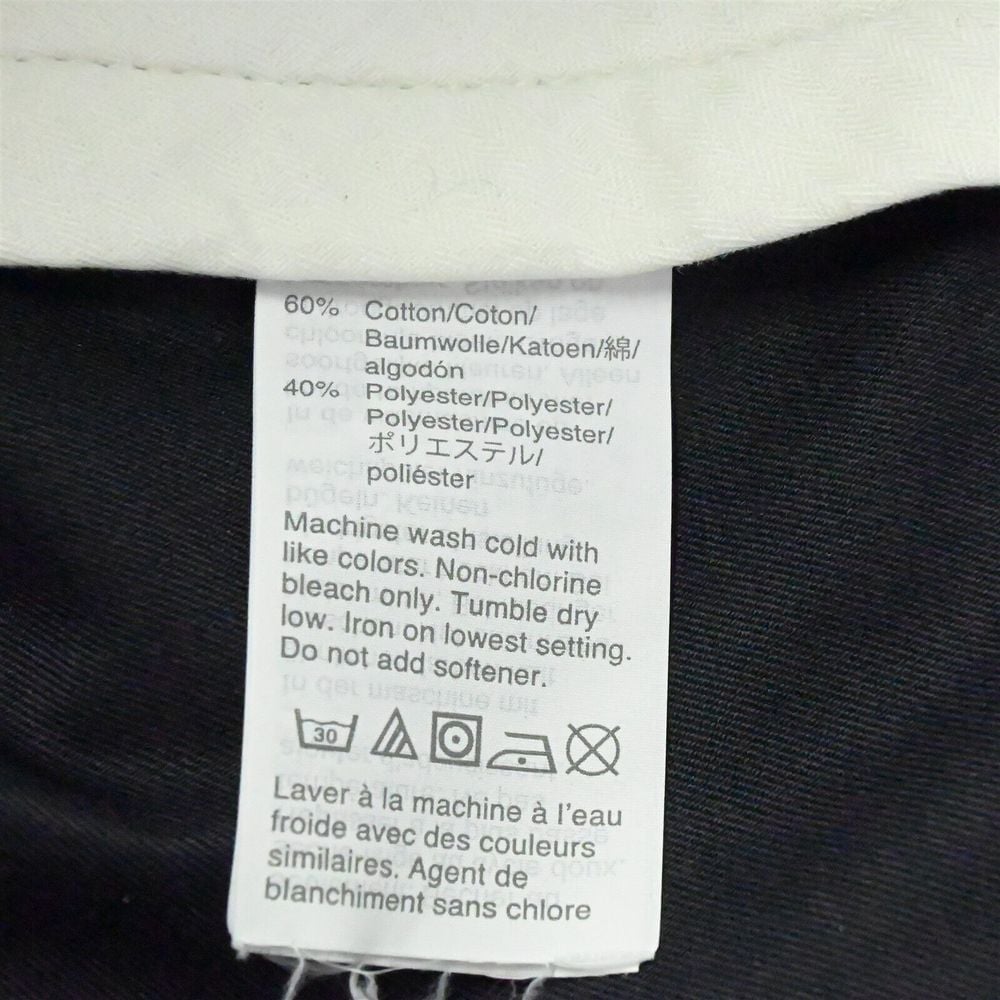 60% Cotton/Coton/
Baumwolle/Katoen/綿/
algodón
40% Polyester/Polyester/
Polyester/Polyester/
ポリエステル/
poliéster
Machine wash cold with
like colors. Non-chlorine
bleach only. Tumble dry
low. Iron on lowest setting.
Do not add softener.
30
Laver à la machine à l'eau
froide avec des couleurs
similaires. Agent de
blanchiment sans chlore